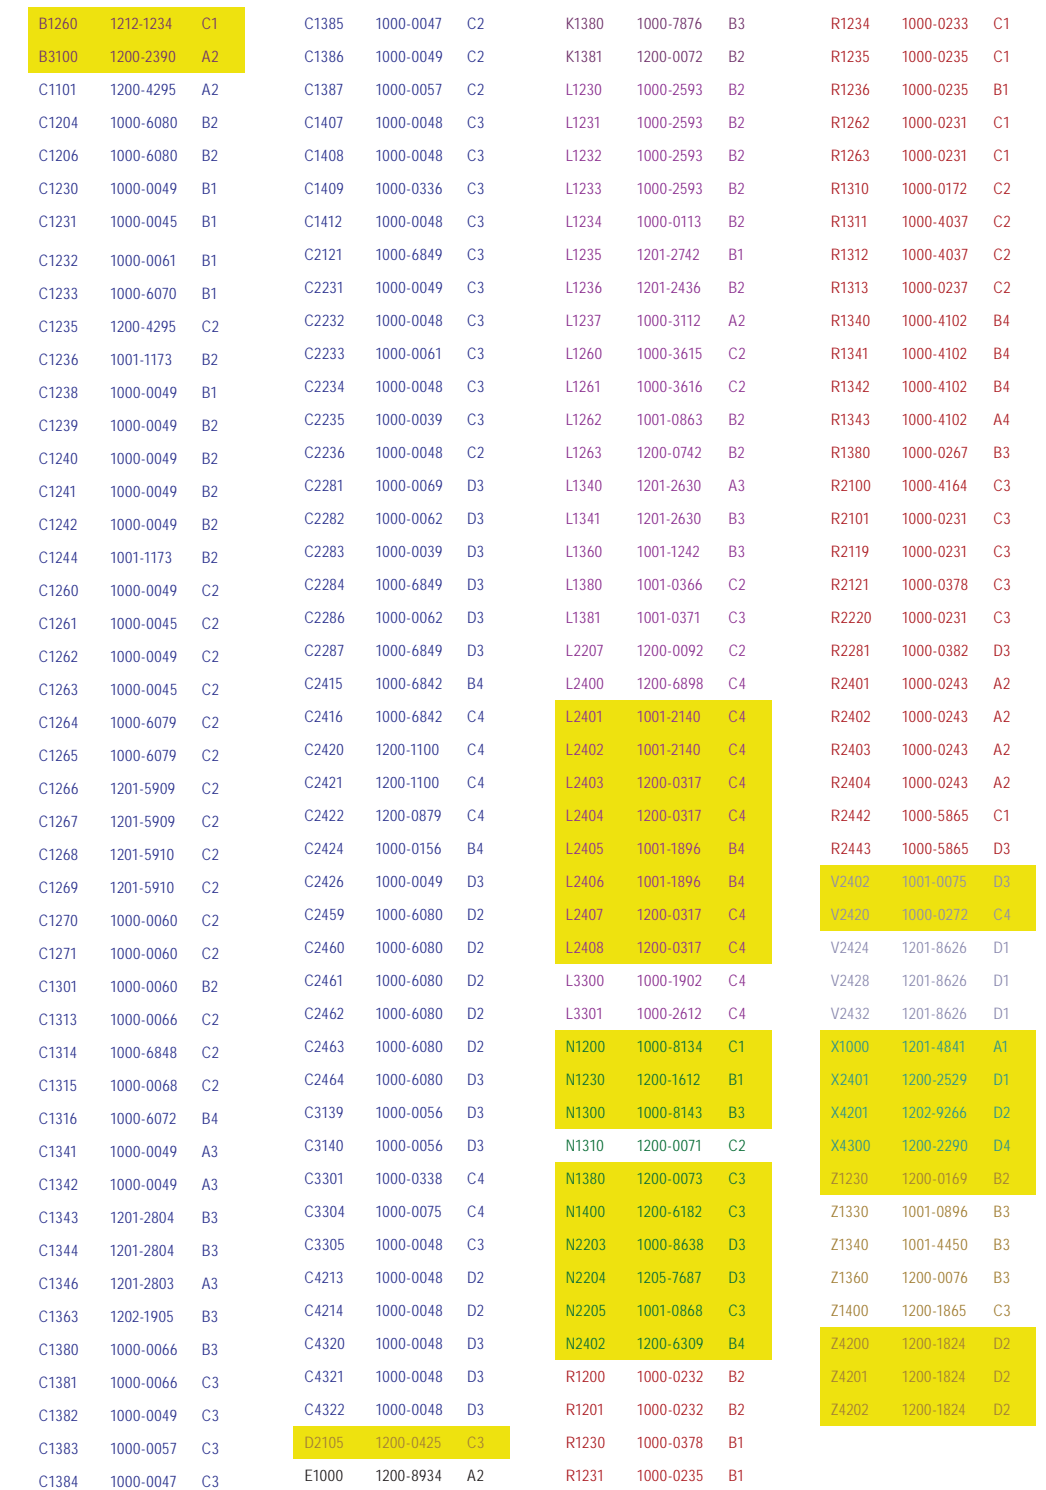 B1260 1212-1234 C1
B3100 1200-2390 A2
C1101 1200-4295 A2
C1204 1000-6080 B2
C1206 1000-6080 B2
C1230 1000-0049 B1
C1231 1000-0045 B1
C1232 1000-0061 B1
C1233 1000-6070 B1
C1235 1200-4295 C2
C1236 1001-1173 B2
C1238 1000-0049 B1
C1239 1000-0049 B2
C1240 1000-0049 B2
C1241 1000-0049 B2
C1242 1000-0049 B2
C1244 1001-1173 B2
C1260 1000-0049 C2
C1261 1000-0045 C2
C1262 1000-0049 C2
C1263 1000-0045 C2
C1264 1000-6079 C2
C1265 1000-6079 C2
C1266 1201-5909 C2
C1267 1201-5909 C2
C1268 1201-5910 C2
C1269 1201-5910 C2
C1270 1000-0060 C2
C1271 1000-0060 C2
C1301 1000-0060 B2
C1313 1000-0066 C2
C1314 1000-6848 C2
C1315 1000-0068 C2
C1316 1000-6072 B4
C1341 1000-0049 A3
C1342 1000-0049 A3
C1343 1201-2804 B3
C1344 1201-2804 B3
C1346 1201-2803 A3
C1363 1202-1905 B3
C1380 1000-0066 B3
C1381 1000-0066 C3
C1382 1000-0049 C3
C1383 1000-0057 C3
C1384 1000-0047 C3
C1385 1000-0047 C2
C1386 1000-0049 C2
C1387 1000-0057 C2
C1407 1000-0048 C3
C1408 1000-0048 C3
C1409 1000-0336 C3
C1412 1000-0048 C3
C2121 1000-6849 C3
C2231 1000-0049 C3
C2232 1000-0048 C3
C2233 1000-0061 C3
C2234 1000-0048 C3
C2235 1000-0039 C3
C2236 1000-0048 C2
C2281 1000-0069 D3
C2282 1000-0062 D3
C2283 1000-0039 D3
C2284 1000-6849 D3
C2286 1000-0062 D3
C2287 1000-6849 D3
C2415 1000-6842 B4
C2416 1000-6842 C4
C2420 1200-1100 C4
C2421 1200-1100 C4
C2422 1200-0879 C4
C2424 1000-0156 B4
C2426 1000-0049 D3
C2459 1000-6080 D2
C2460 1000-6080 D2
C2461 1000-6080 D2
C2462 1000-6080 D2
C2463 1000-6080 D2
C2464 1000-6080 D3
C3139 1000-0056 D3
C3140 1000-0056 D3
C3301 1000-0338 C4
C3304 1000-0075 C4
C3305 1000-0048 C3
C4213 1000-0048 D2
C4214 1000-0048 D2
C4320 1000-0048 D3
C4321 1000-0048 D3
C4322 1000-0048 D3
D2105 1200-0425 C3
E1000 1200-8934 A2
K1380 1000-7876 B3
K1381 1200-0072 B2
L1230 1000-2593 B2
L1231 1000-2593 B2
L1232 1000-2593 B2
L1233 1000-2593 B2
L1234 1000-0113 B2
L1235 1201-2742 B1
L1236 1201-2436 B2
L1237 1000-3112 A2
L1260 1000-3615 C2
L1261 1000-3616 C2
L1262 1001-0863 B2
L1263 1200-0742 B2
L1340 1201-2630 A3
L1341 1201-2630 B3
L1360 1001-1242 B3
L1380 1001-0366 C2
L1381 1001-0371 C3
L2207 1200-0092 C2
L2400 1200-6898 C4
L2401 1001-2140 C4
L2402 1001-2140 C4
L2403 1200-0317 C4
L2404 1200-0317 C4
L2405 1001-1896 B4
L2406 1001-1896 B4
L2407 1200-0317 C4
L2408 1200-0317 C4
L3300 1000-1902 C4
L3301 1000-2612 C4
N1200 1000-8134 C1
N1230 1200-1612 B1
N1300 1000-8143 B3
N1310 1200-0071 C2
N1380 1200-0073 C3
N1400 1200-6182 C3
N2203 1000-8638 D3
N2204 1205-7687 D3
N2205 1001-0868 C3
N2402 1200-6309 B4
R1200 1000-0232 B2
R1201 1000-0232 B2
R1230 1000-0378 B1
R1231 1000-0235 B1
R1234 1000-0233 C1
R1235 1000-0235 C1
R1236 1000-0235 B1
R1262 1000-0231 C1
R1263 1000-0231 C1
R1310 1000-0172 C2
R1311 1000-4037 C2
R1312 1000-4037 C2
R1313 1000-0237 C2
R1340 1000-4102 B4
R1341 1000-4102 B4
R1342 1000-4102 B4
R1343 1000-4102 A4
R1380 1000-0267 B3
R2100 1000-4164 C3
R2101 1000-0231 C3
R2119 1000-0231 C3
R2121 1000-0378 C3
R2220 1000-0231 C3
R2281 1000-0382 D3
R2401 1000-0243 A2
R2402 1000-0243 A2
R2403 1000-0243 A2
R2404 1000-0243 A2
R2442 1000-5865 C1
R2443 1000-5865 D3
V2402 1001-0075 D3
V2420 1000-0272 C4
V2424 1201-8626 D1
V2428 1201-8626 D1
V2432 1201-8626 D1
X1000 1201-4841 A1
X2401 1200-2529 D1
X4201 1202-9266 D2
X4300 1200-2290 D4
Z1230 1200-0169 B2
Z1330 1001-0896 B3
Z1340 1001-4450 B3
Z1360 1200-0076 B3
Z1400 1200-1865 C3
Z4200 1200-1824 D2
Z4201 1200-1824 D2
Z4202 1200-1824 D2